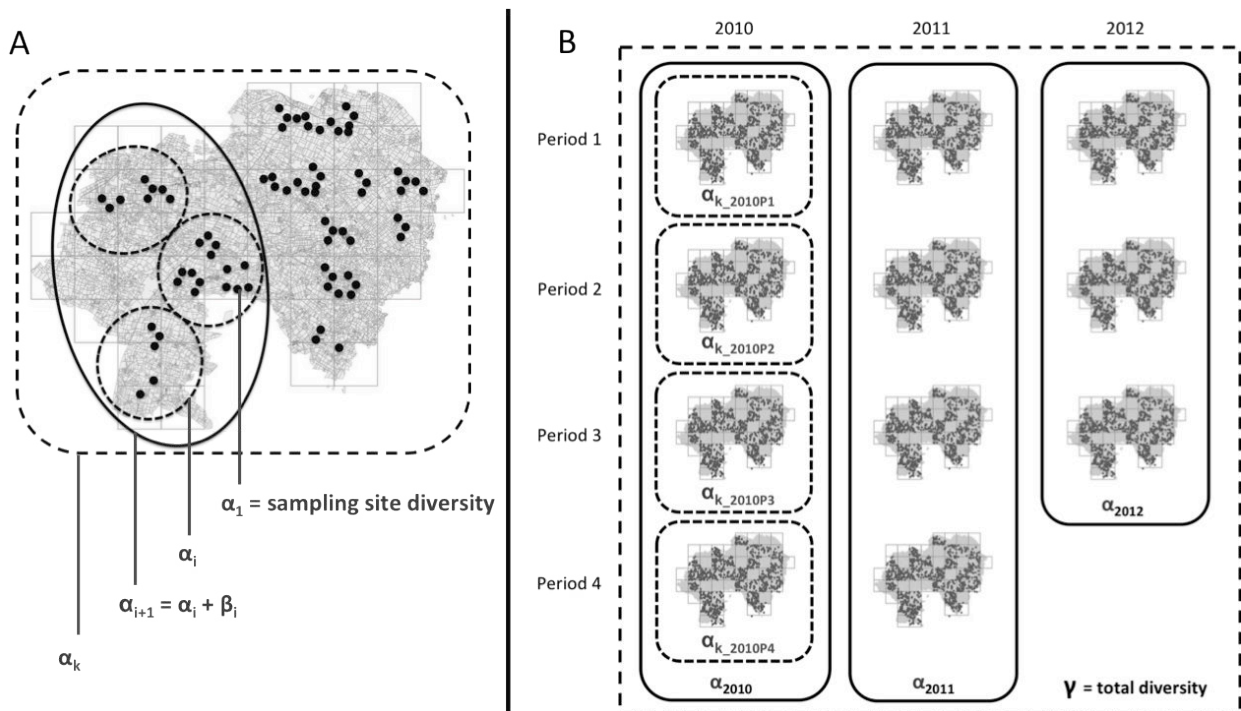 A
α1 = sampling site diversity
αi
αi+1 = αi + βi
αk
B
2010 2011 2012
Period 1
αk_2010P1
Period 2
αk_2010P2
Period 3
αk_2010P3
α2012
Period 4
αk_2010P4
α2010 α2011 γ = total diversity